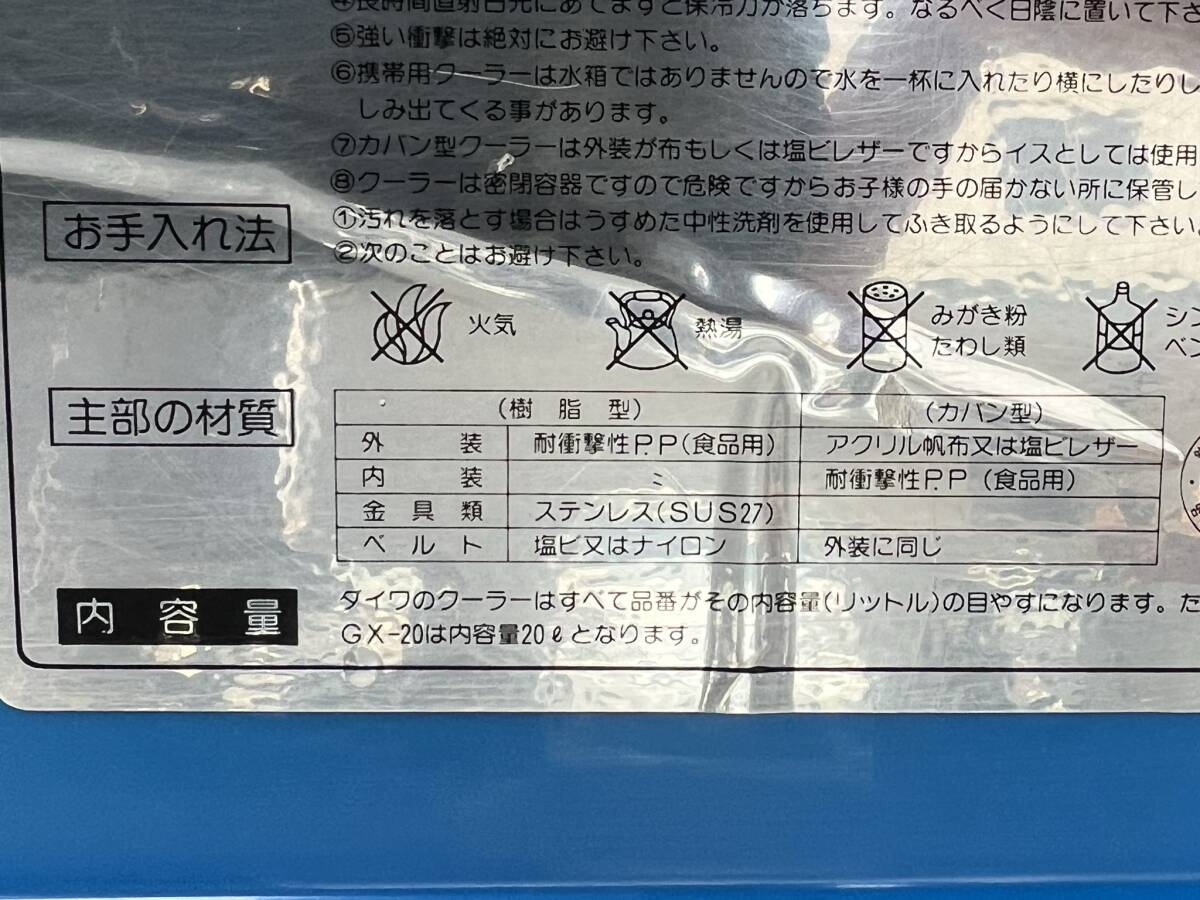 ④長時間直射日光にあてますと保冷力が落ちます。なるべく日陰に置いて下さ
⑤強い衝撃は絶対にお避け下さい。
⑥携帯用クーラーは水箱ではありませんので水を一杯に入れたり横にしたりし
しみ出てくる事があります。
⑦カバン型クーラーは外装が布もしくは塩ビレザーですからイスとしては使用
⑧クーラーは密閉容器ですので危険ですからお子様の手の届かない所に保管し
お手入れ法
①汚れを落とす場合はうすめた中性洗剤を使用してふき取るようにして下さい。
②次のことはお避け下さい。
火気
熱湯
みがき粉
たわし類
シ
ベン
主部の材質
(樹脂型) (カバン型)
外装 耐衝撃性P.P(食品用) アクリル帆布又は塩ビレザー
内装 〃 耐衝撃性P.P(食品用)
金具類 ステンレス(SUS27)
ベルト 塩ビ又はナイロン 外装に同じ
内容量
ダイワのクーラーはすべて品番がその内容量(リットル)の目やすになります。た
GX-20は内容量20ℓとなります。